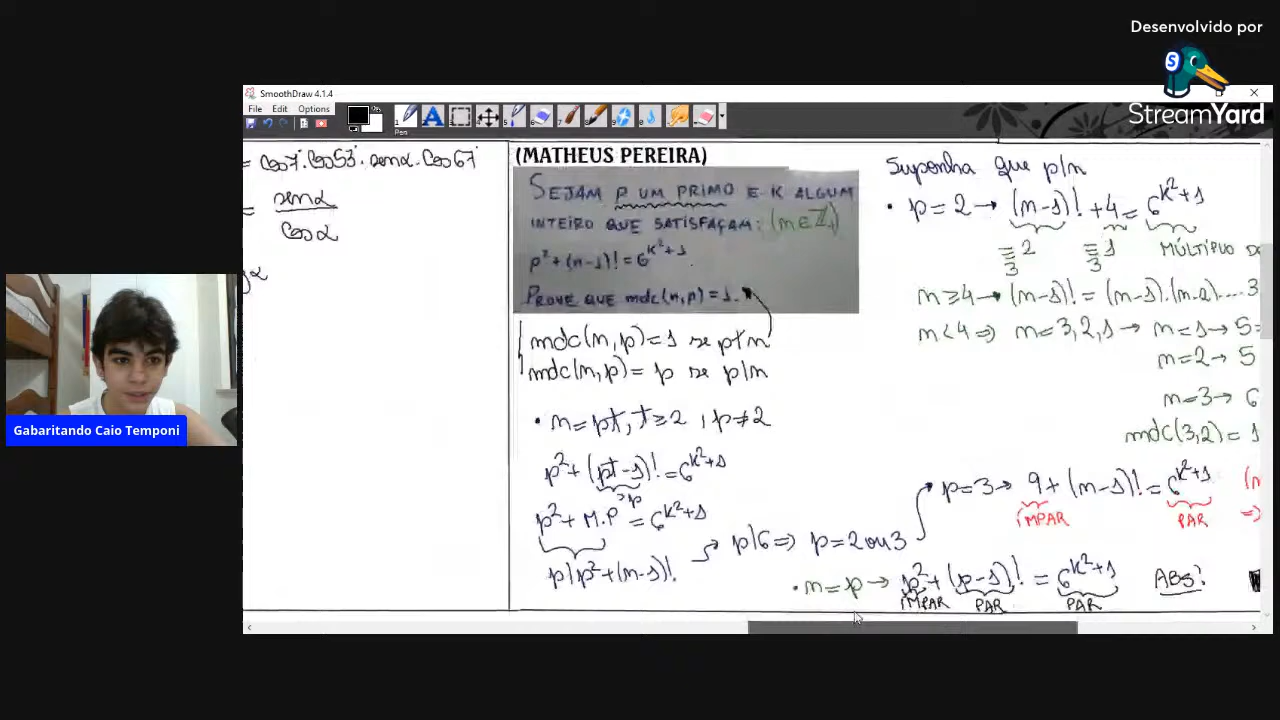 Desenvolvido por
StreamYard
SmoothDraw 4.1.4
File Edit Options
Pen
= cos7°.cos53°.senα.cos67°
= senα
cosα
(MATHEUS PEREIRA)
SEJAM P UM PRIMO E K ALGUM
INTEIRO QUE SATISFAÇAM: (n∈ℤ₊)
p²+(n-1)! = 6^{k²+1}.
PROVE QUE mdc(n,p)=1.
mdc(n,p)=1 se p∤n
mdc(n,p)=p se p|n
• n=pt, t≥2, p≠2
p²+(pt-1)! = 6^{k²+1}
>p
p²+M.P = 6^{k²+1}
p|p²+(n-1)!
p|6 ⇒ p=2 ou 3
Suponha que p|n
• p=2 → (n-1)! +4 = 6^{k²+1}
≡₃ 2 ≡₃ 1 MÚLTIPLO
n≥4 → (n-1)! = (n-1).(n-2)....3
n<4 ⇒ n=3,2,1 → n=1 → 5=
n=2 → 5
n=3 → 6
mdc(3,2)=1
p=3 → 9+(n-1)! = 6^{k²+1}
ÍMPAR PAR
• n=p → p²+(p-1)! = 6^{k²+1} ABS!
ÍMPAR PAR PAR
Gabaritando Caio Temponi